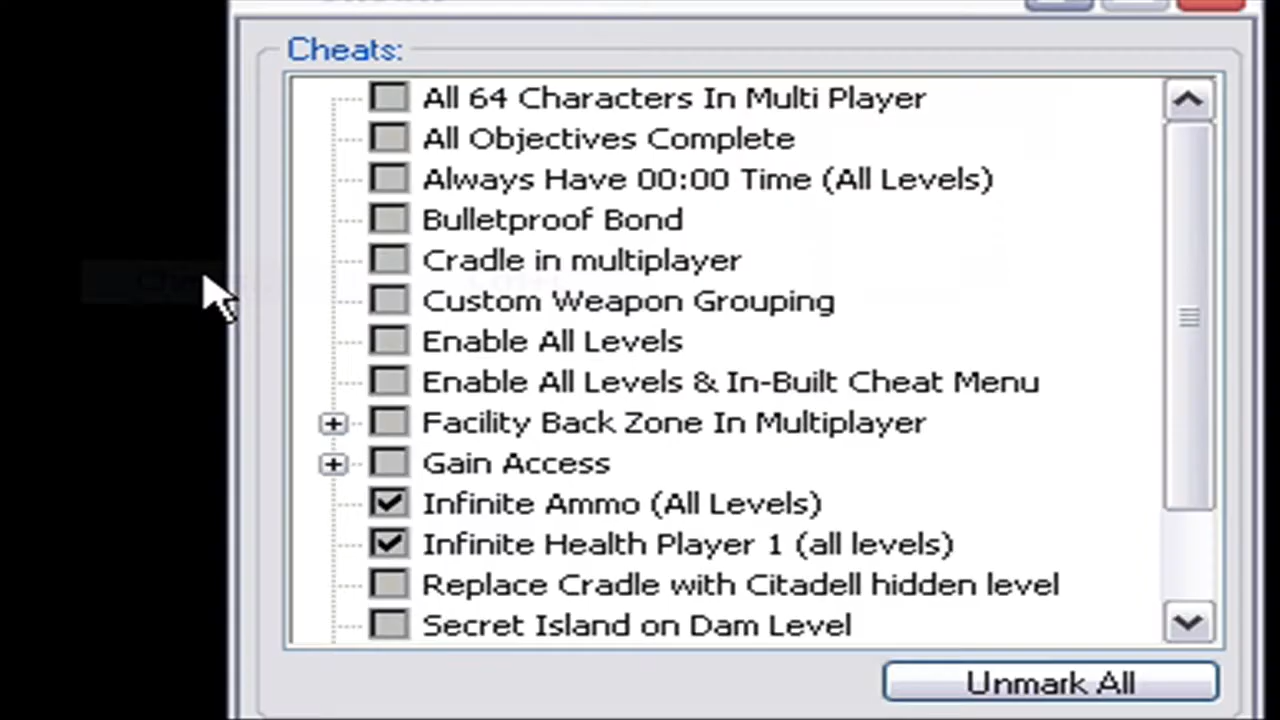 Cheats:
All 64 Characters In Multi Player
All Objectives Complete
Always Have 00:00 Time (All Levels)
Bulletproof Bond
Cradle in multiplayer
Custom Weapon Grouping
Enable All Levels
Enable All Levels & In-Built Cheat Menu
Facility Back Zone In Multiplayer
Gain Access
Infinite Ammo (All Levels)
Infinite Health Player 1 (all levels)
Replace Cradle with Citadell hidden level
Secret Island on Dam Level
Unmark All